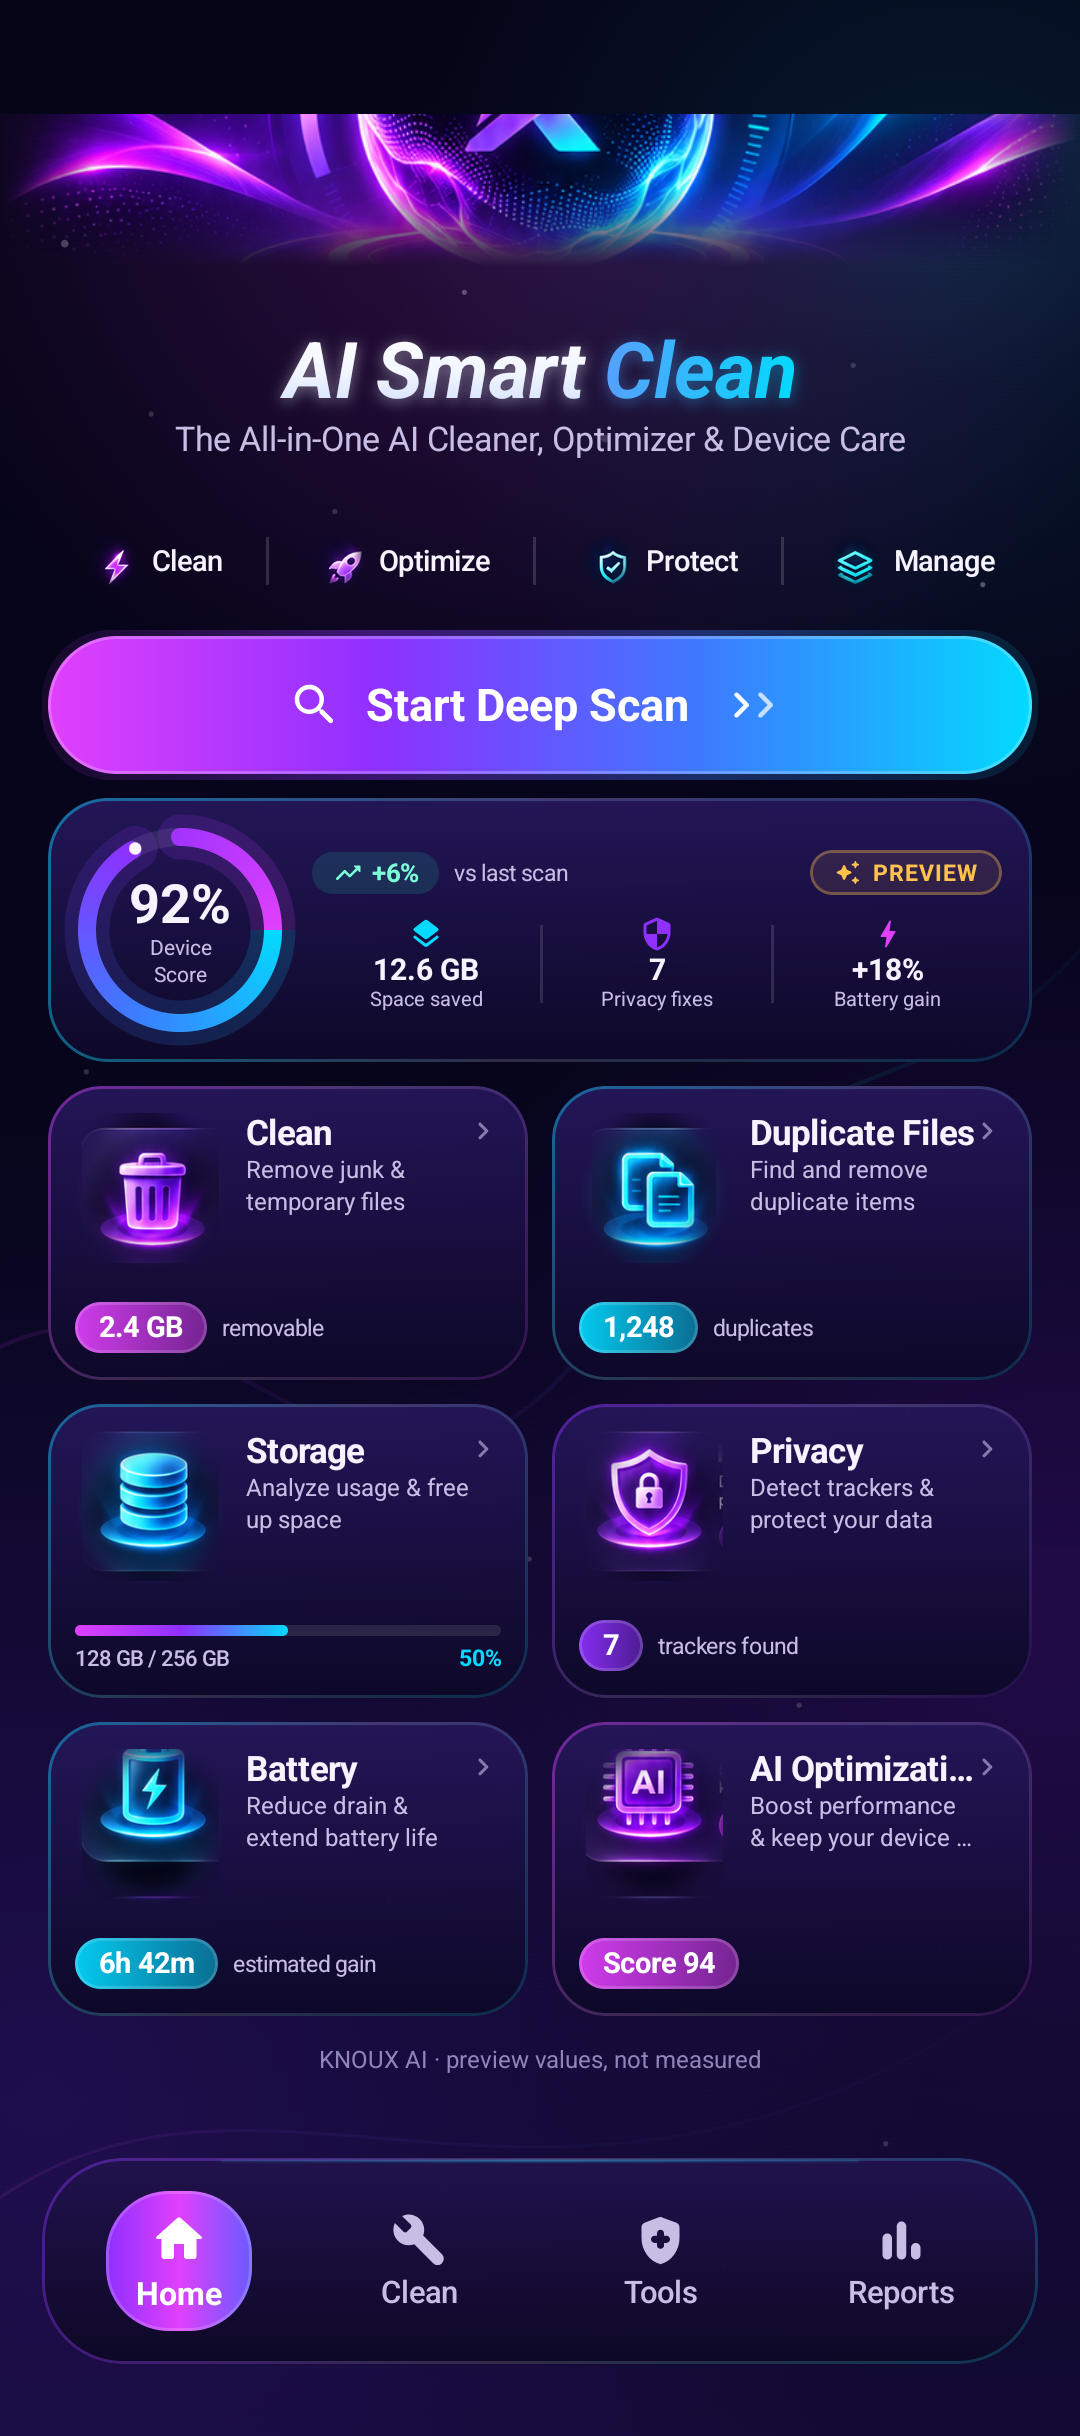 AI Smart Clean
The All-in-One AI Cleaner, Optimizer & Device Care
Clean
Optimize
Protect
Manage
Start Deep Scan
92%
Device
Score
+6%
vs last scan
PREVIEW
12.6 GB
Space saved
7
Privacy fixes
+18%
Battery gain
Clean
Remove junk &
temporary files
2.4 GB
removable
Duplicate Files
Find and remove
duplicate items
1,248
duplicates
Storage
Analyze usage & free
up space
128 GB / 256 GB
50%
Privacy
Detect trackers &
protect your data
7
trackers found
Battery
Reduce drain &
extend battery life
6h 42m
estimated gain
AI
AI Optimizati...
Boost performance
& keep your device ...
Score 94
KNOUX AI · preview values, not measured
Home
Clean
Tools
Reports